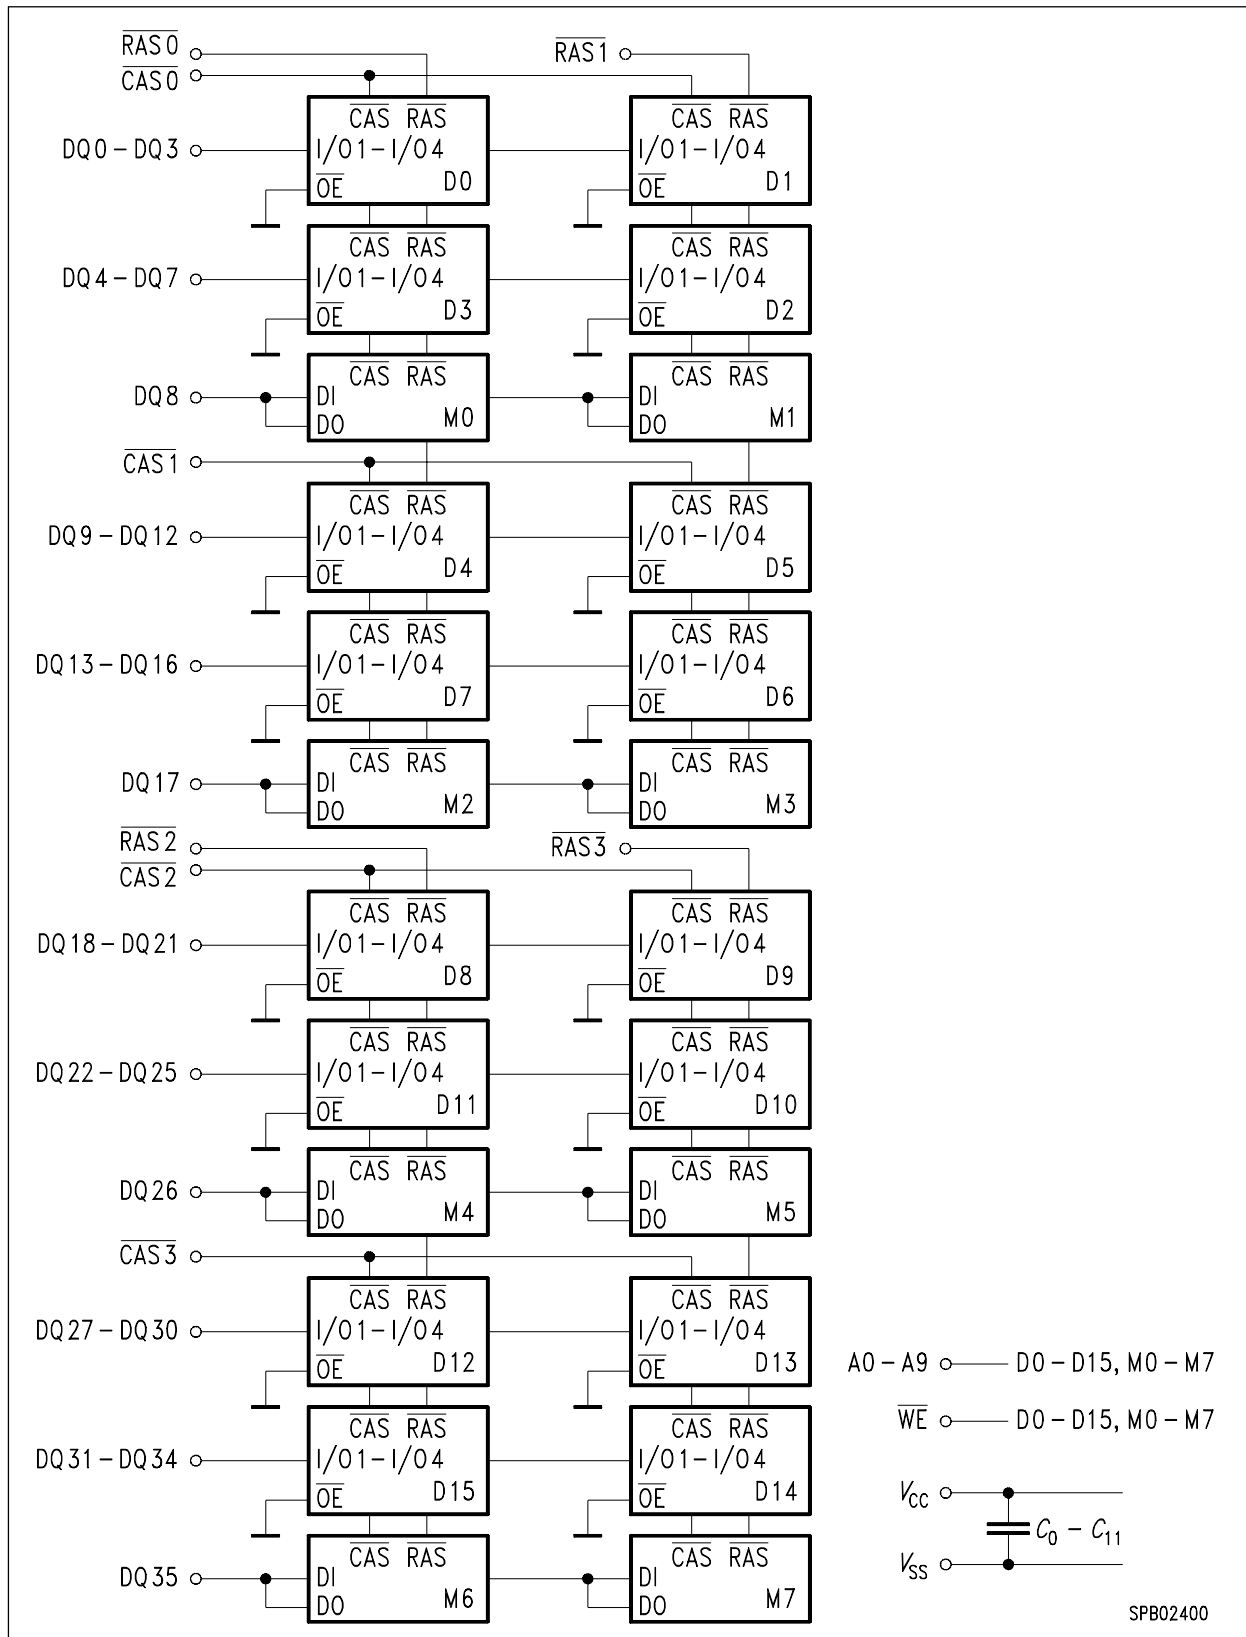 RAS0
RAS1
CAS0
CAS RAS
CAS RAS
DQ0 – DQ3
I/O1–I/O4
I/O1–I/O4
OE
D0
OE
D1
CAS RAS
CAS RAS
DQ4 – DQ7
I/O1–I/O4
I/O1–I/O4
OE
D3
OE
D2
CAS RAS
CAS RAS
DQ8
DI
DI
DO
M0
DO
M1
CAS1
CAS RAS
CAS RAS
DQ9 – DQ12
I/O1–I/O4
I/O1–I/O4
OE
D4
OE
D5
CAS RAS
CAS RAS
DQ13 – DQ16
I/O1–I/O4
I/O1–I/O4
OE
D7
OE
D6
CAS RAS
CAS RAS
DQ17
DI
DI
DO
M2
DO
M3
RAS2
RAS3
CAS2
CAS RAS
CAS RAS
DQ18 – DQ21
I/O1–I/O4
I/O1–I/O4
OE
D8
OE
D9
CAS RAS
CAS RAS
DQ22 – DQ25
I/O1–I/O4
I/O1–I/O4
OE
D11
OE
D10
CAS RAS
CAS RAS
DQ26
DI
DI
DO
M4
DO
M5
CAS3
CAS RAS
CAS RAS
DQ27 – DQ30
I/O1–I/O4
I/O1–I/O4
OE
D12
OE
D13
CAS RAS
CAS RAS
DQ31 – DQ34
I/O1–I/O4
I/O1–I/O4
OE
D15
OE
D14
CAS RAS
CAS RAS
DQ35
DI
DI
DO
M6
DO
M7
A0 – A9
D0 – D15, M0 – M7
WE
D0 – D15, M0 – M7
VCC
C0 – C11
VSS
SPB02400